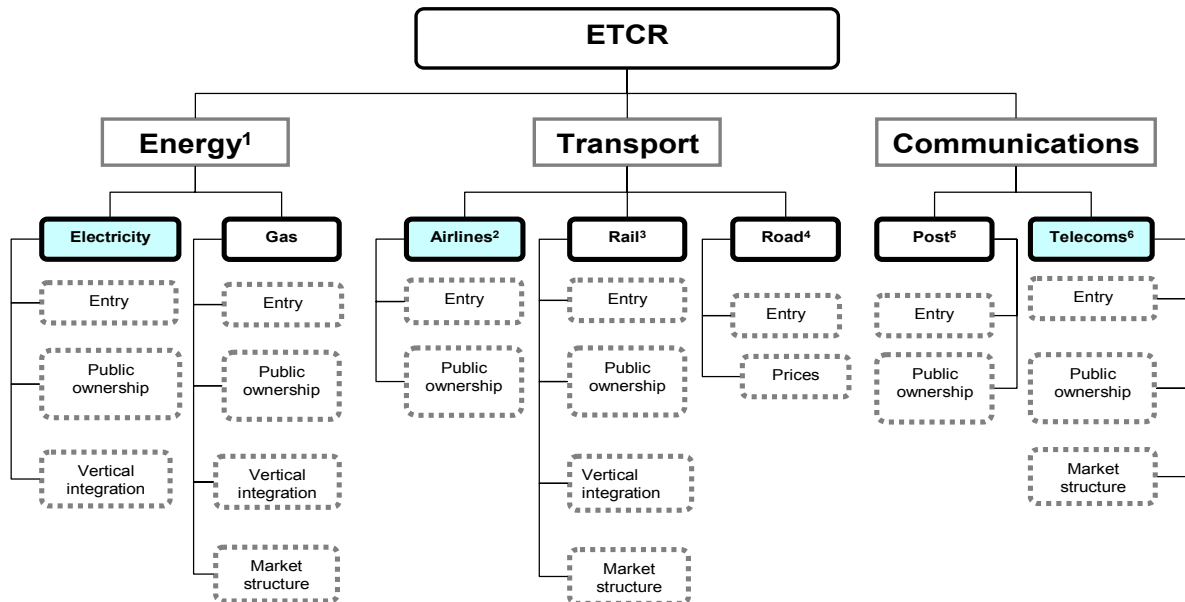 ETCR
Energy¹
Transport
Communications
Electricity
Gas
Airlines²
Rail³
Road⁴
Post⁵
Telecoms⁶
Entry
Public
ownership
Vertical
integration
Entry
Public
ownership
Vertical
integration
Market
structure
Entry
Public
ownership
Entry
Public
ownership
Vertical
integration
Market
structure
Entry
Prices
Entry
Public
ownership
Entry
Public
ownership
Market
structure